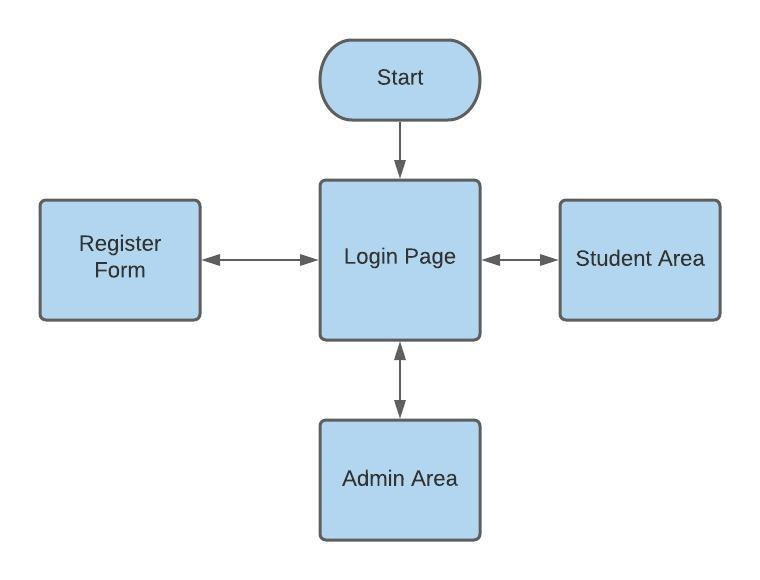 Start
Register
Form
Login Page
Student Area
Admin Area